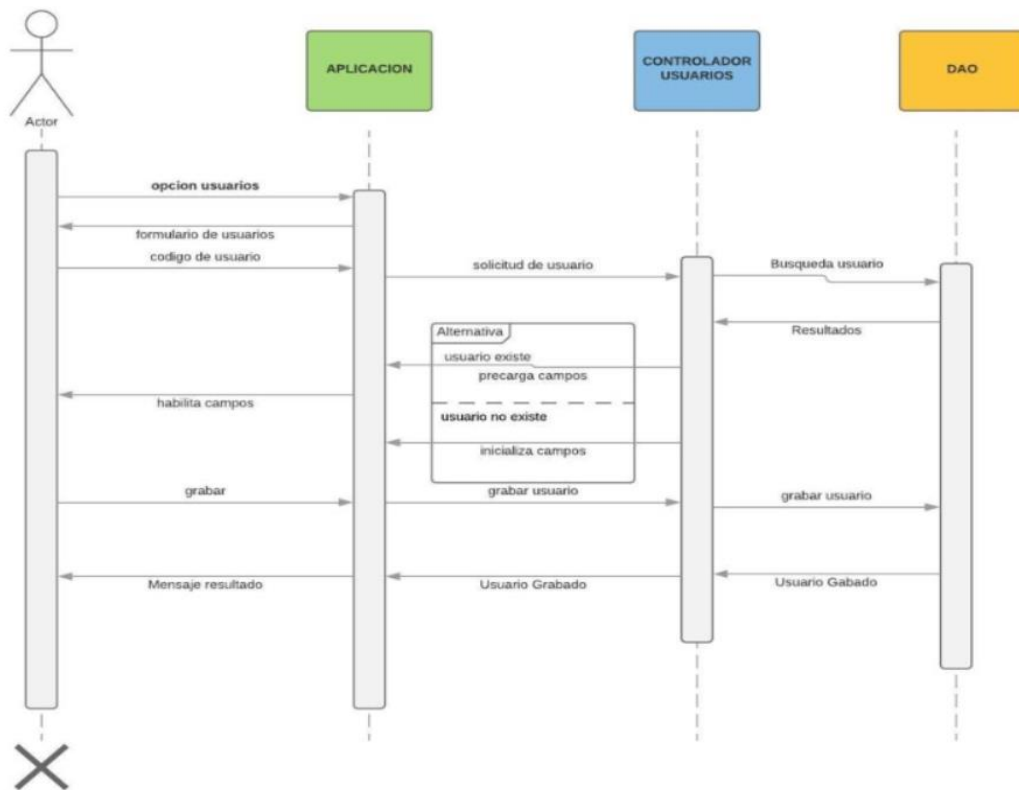 APLICACION
CONTROLADOR
USUARIOS
DAO
Actor
opcion usuarios
formulario de usuarios
codigo de usuario
solicitud de usuario
Busqueda usuario
Resultados
Alternativa
usuario existe
precarga campos
habilita campos
usuario no existe
inicializa campos
grabar
grabar usuario
grabar usuario
Mensaje resultado
Usuario Grabado
Usuario Gabado